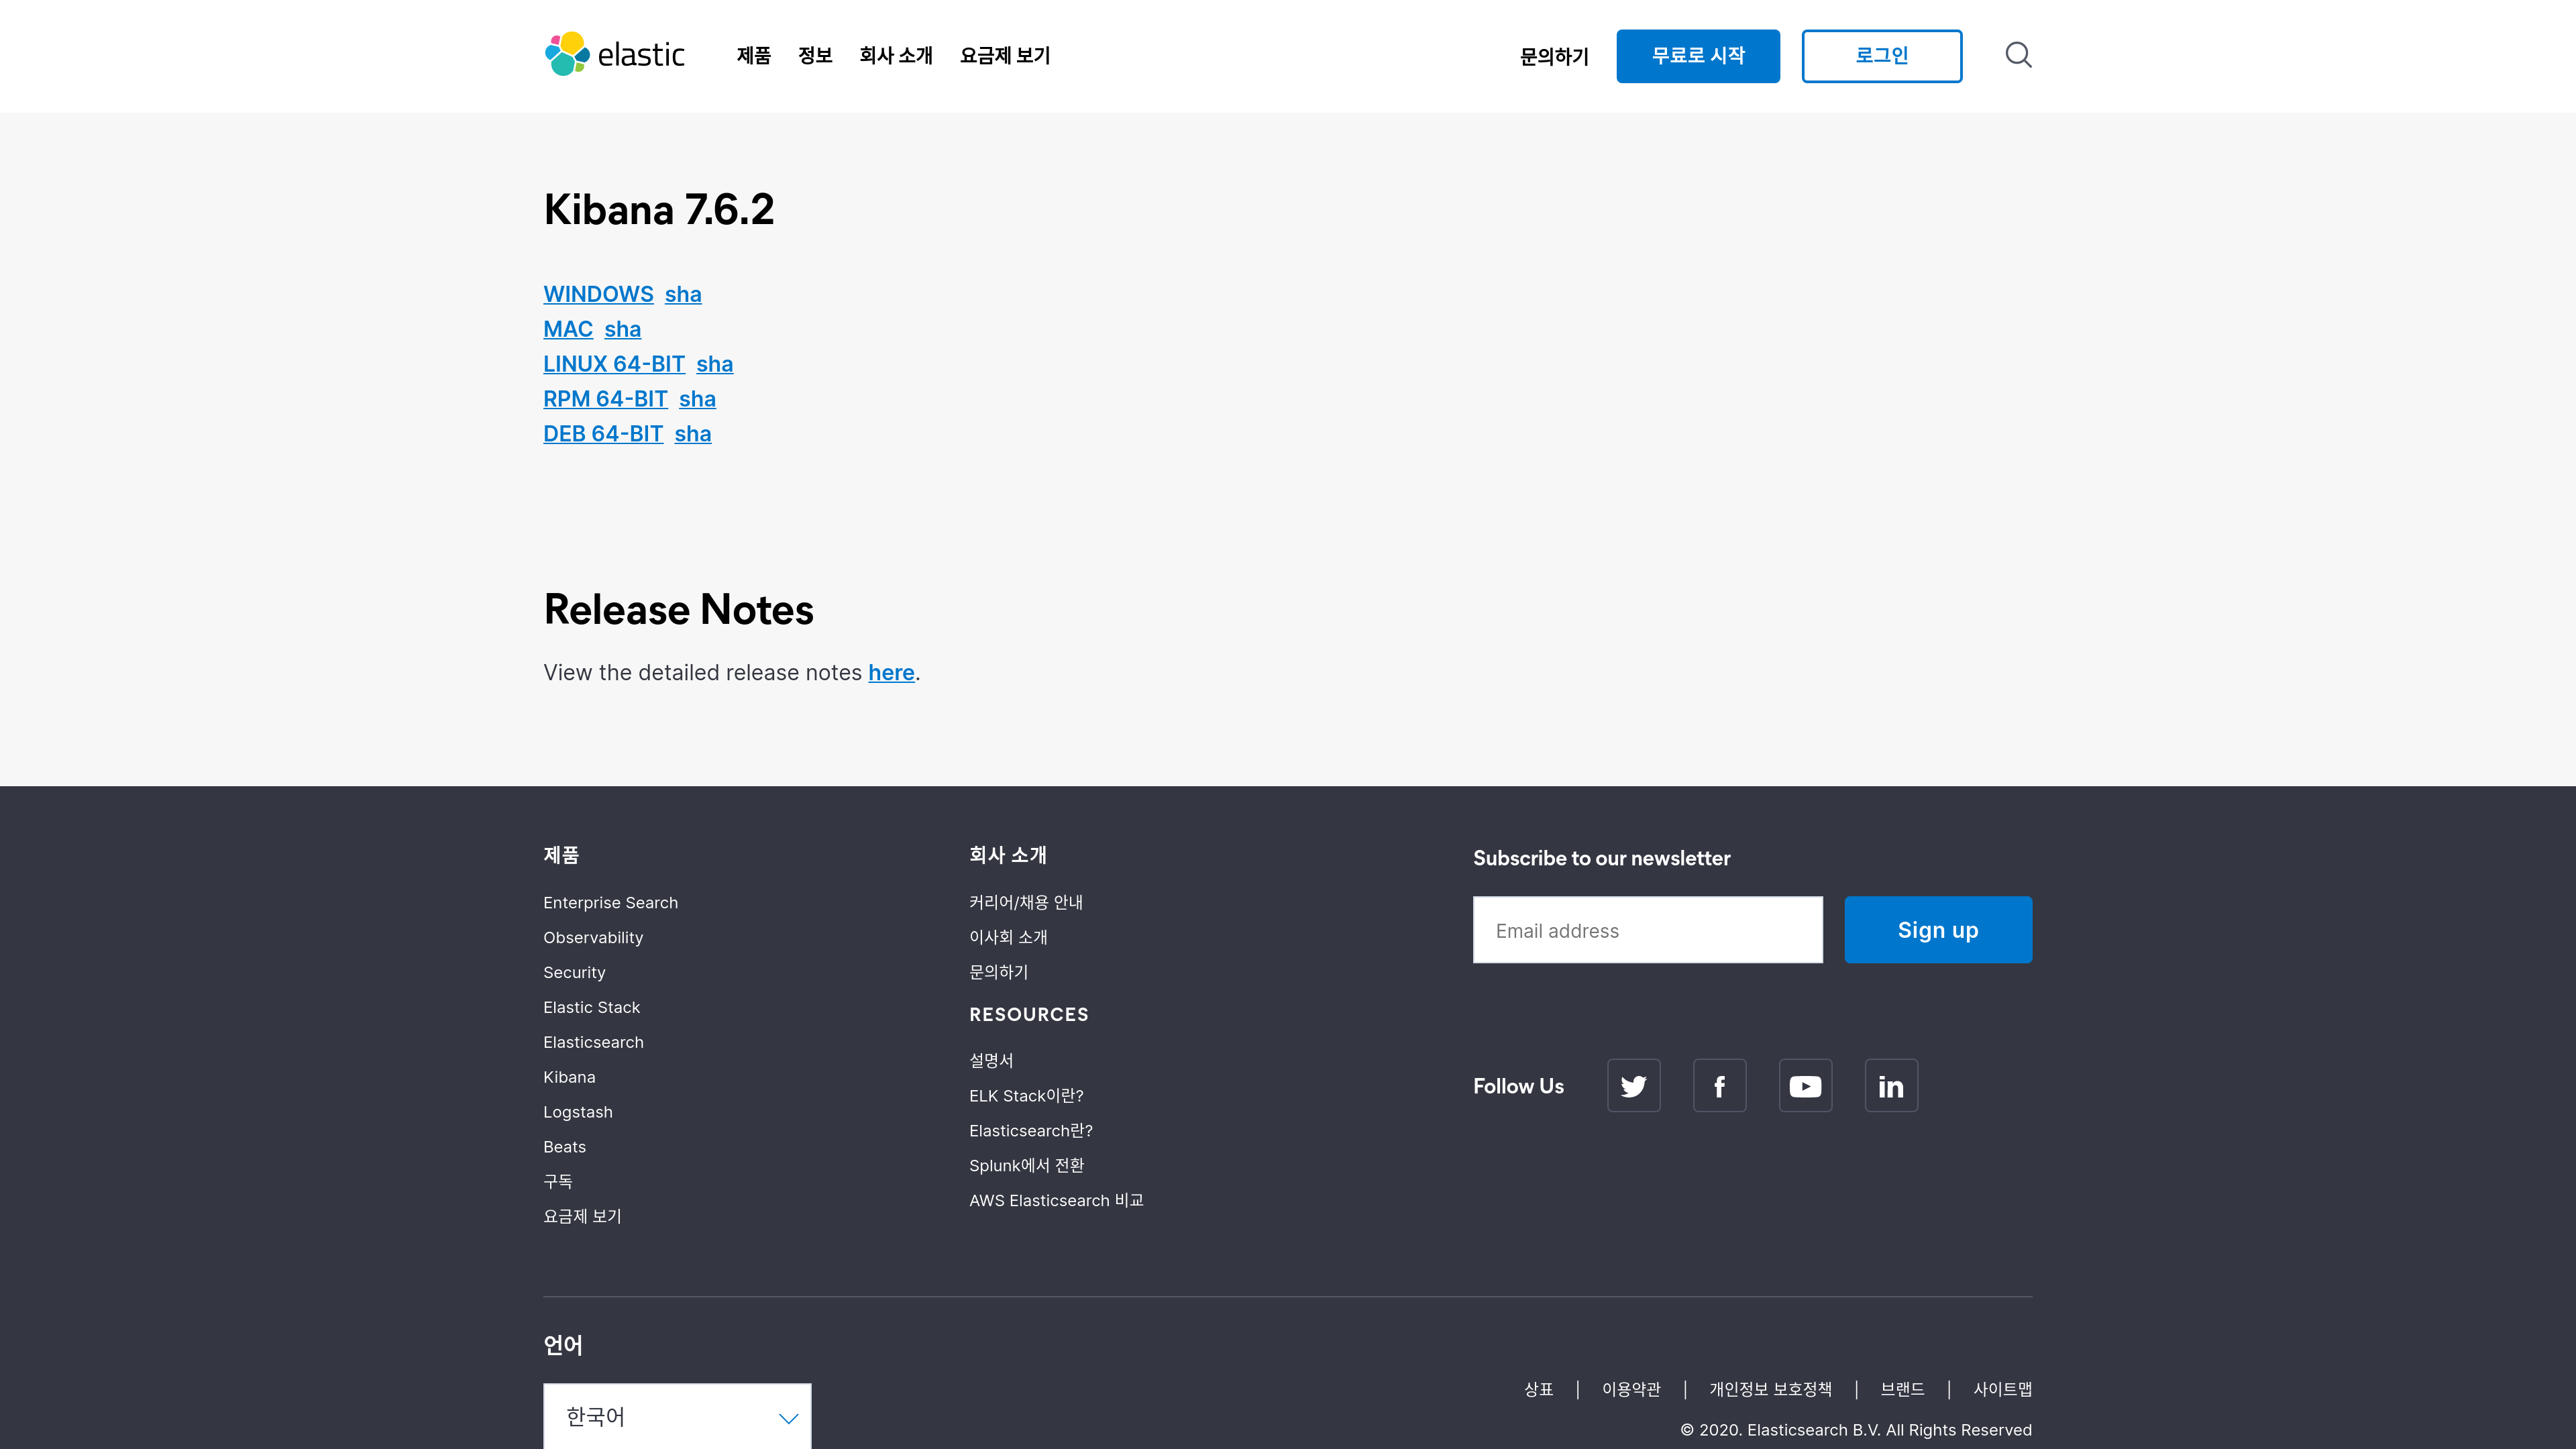 elastic
제품 정보 회사 소개 요금제 보기
문의하기 무료로 시작 로그인
Kibana 7.6.2
WINDOWS sha
MAC sha
LINUX 64-BIT sha
RPM 64-BIT sha
DEB 64-BIT sha
Release Notes
View the detailed release notes here.
제품
Enterprise Search
Observability
Security
Elastic Stack
Elasticsearch
Kibana
Logstash
Beats
구독
요금제 보기
회사 소개
커리어/채용 안내
이사회 소개
문의하기
RESOURCES
설명서
ELK Stack이란?
Elasticsearch란?
Splunk에서 전환
AWS Elasticsearch 비교
Subscribe to our newsletter
Email address Sign up
Follow Us
언어
한국어
상표 | 이용약관 | 개인정보 보호정책 | 브랜드 | 사이트맵
© 2020. Elasticsearch B.V. All Rights Reserved